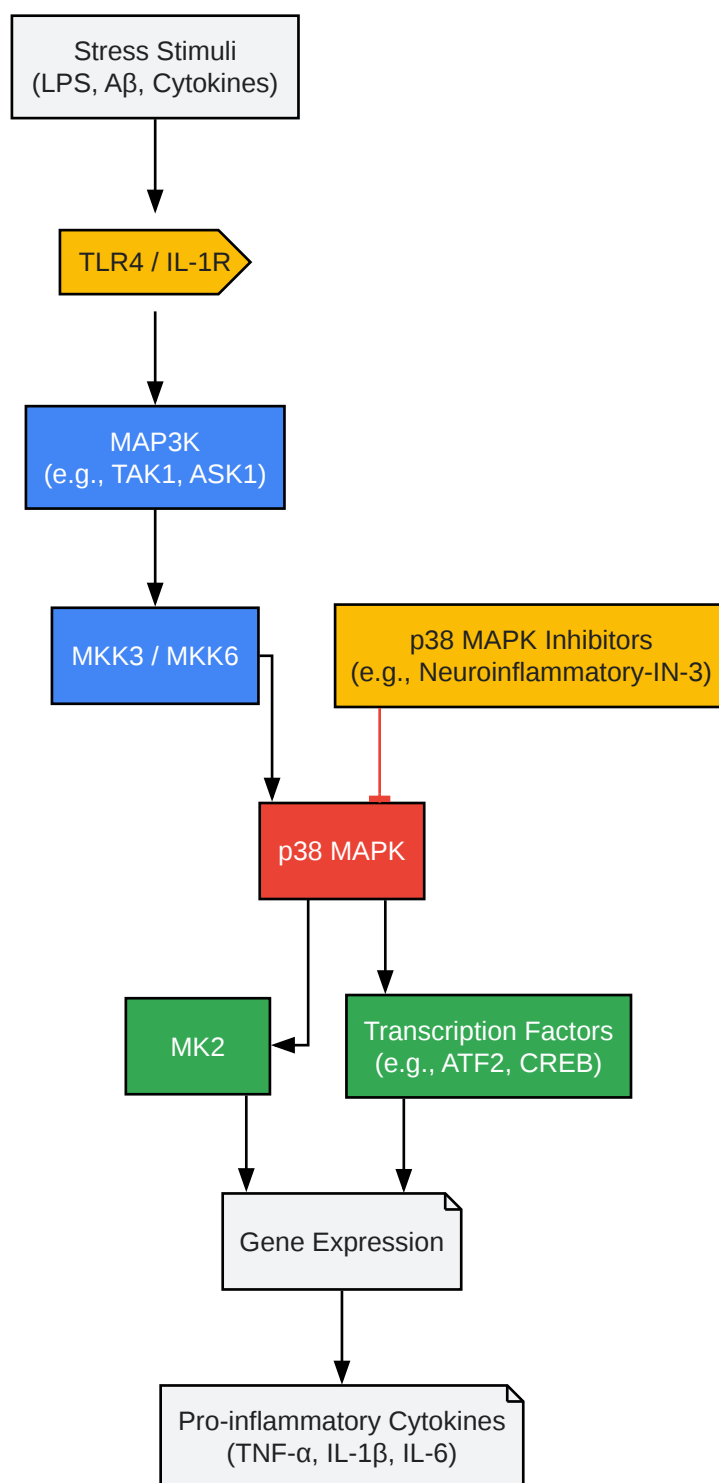 Stress Stimuli
(LPS, Aβ, Cytokines)
TLR4 / IL-1R
MAP3K
(e.g., TAK1, ASK1)
MKK3 / MKK6
p38 MAPK Inhibitors
(e.g., Neuroinflammatory-IN-3)
p38 MAPK
MK2
Transcription Factors
(e.g., ATF2, CREB)
Gene Expression
Pro-inflammatory Cytokines
(TNF-α, IL-1β, IL-6)